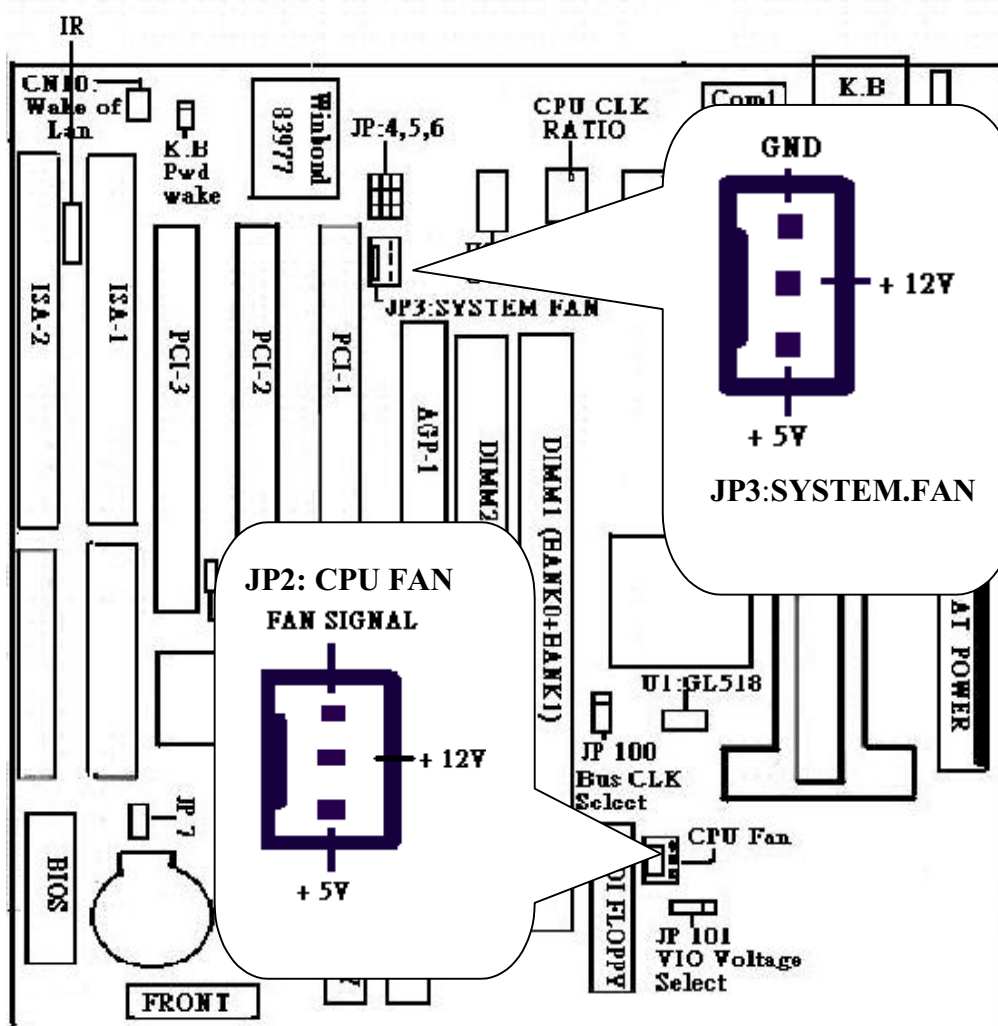 IR
CN10:
Wake of
Lan
K.B
Pwd
wake
Winbond
83977
JP:4,5,6
CPU CLK
RATIO
Com1
K.B
GND
+ 12V
+ 5V
JP3:SYSTEM.FAN
JP3:SYSTEM FAN
ISA-2
ISA-1
PCI-3
PCI-2
PCI-1
AGP-1
DIMM2
DIMM1 (HANK0+HANK1)
JP2: CPU FAN
FAN SIGNAL
+ 12V
+ 5V
U1:GL518
AT POWER
JP 100
Bus CLK
Select
JP 7
BIOS
CPU Fan
FLOPPY
JP 101
VIO Voltage
Select
FRONT